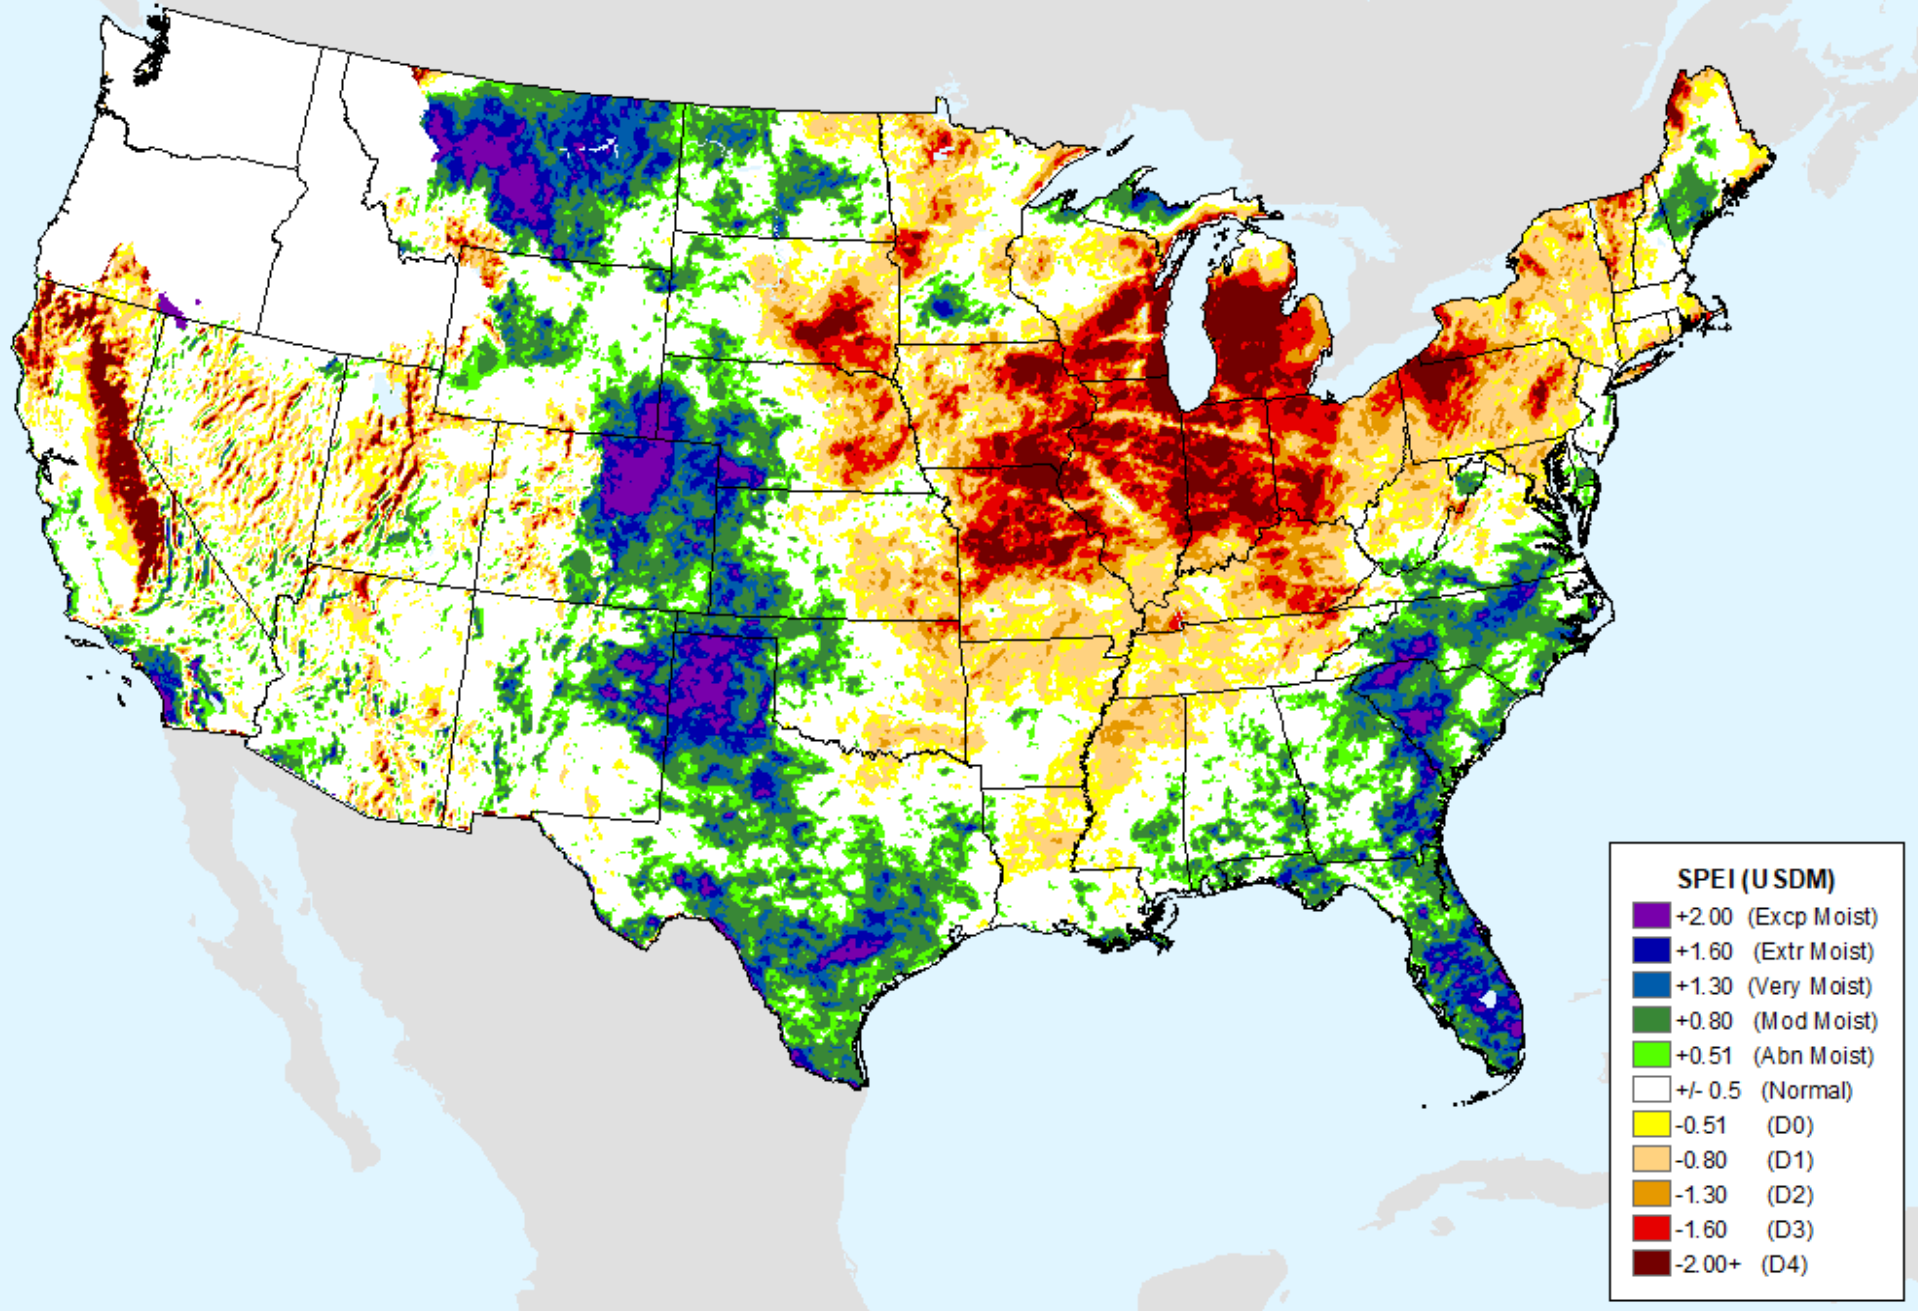 SPEI (USDM)
+2.00 (Excp Moist)
+1.60 (Extr Moist)
+1.30 (Very Moist)
+0.80 (Mod Moist)
+0.51 (Abn Moist)
+/- 0.5 (Normal)
-0.51 (D0)
-0.80 (D1)
-1.30 (D2)
-1.60 (D3)
-2.00+ (D4)